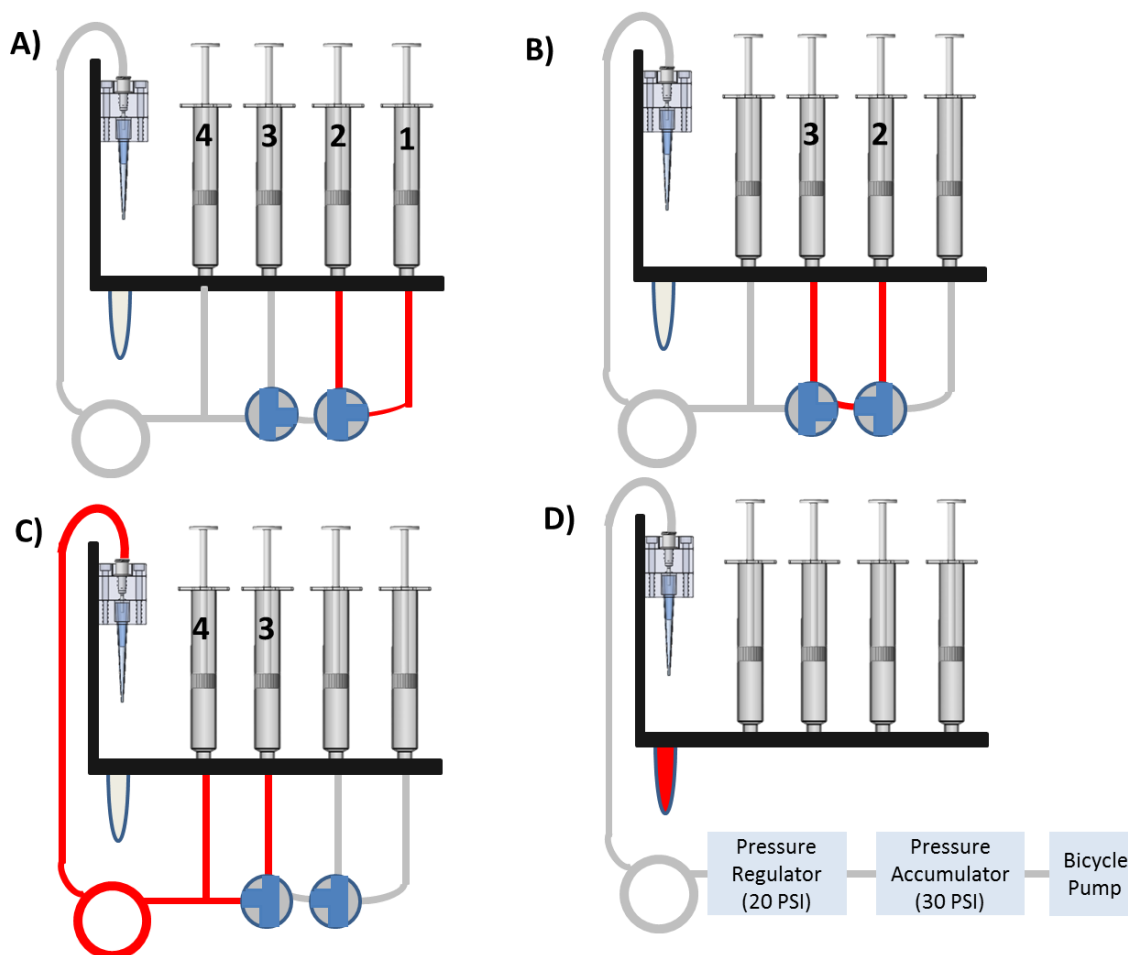 A)
4 3 2 1
B)
3 2
C)
4 3
D)
Pressure
Regulator
(20 PSI)
Pressure
Accumulator
(30 PSI)
Bicycle
Pump